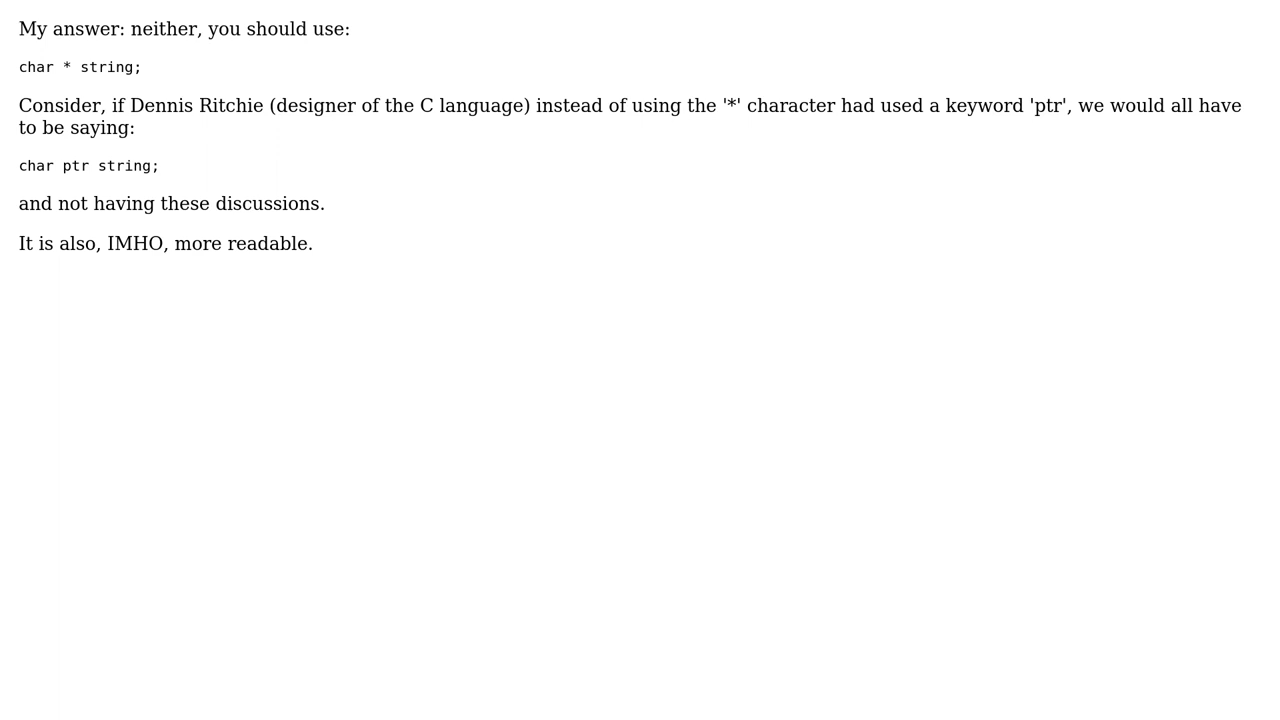 My answer: neither, you should use:
char * string;
Consider, if Dennis Ritchie (designer of the C language) instead of using the '*' character had used a keyword 'ptr', we would all have
to be saying:
char ptr string;
and not having these discussions.
It is also, IMHO, more readable.